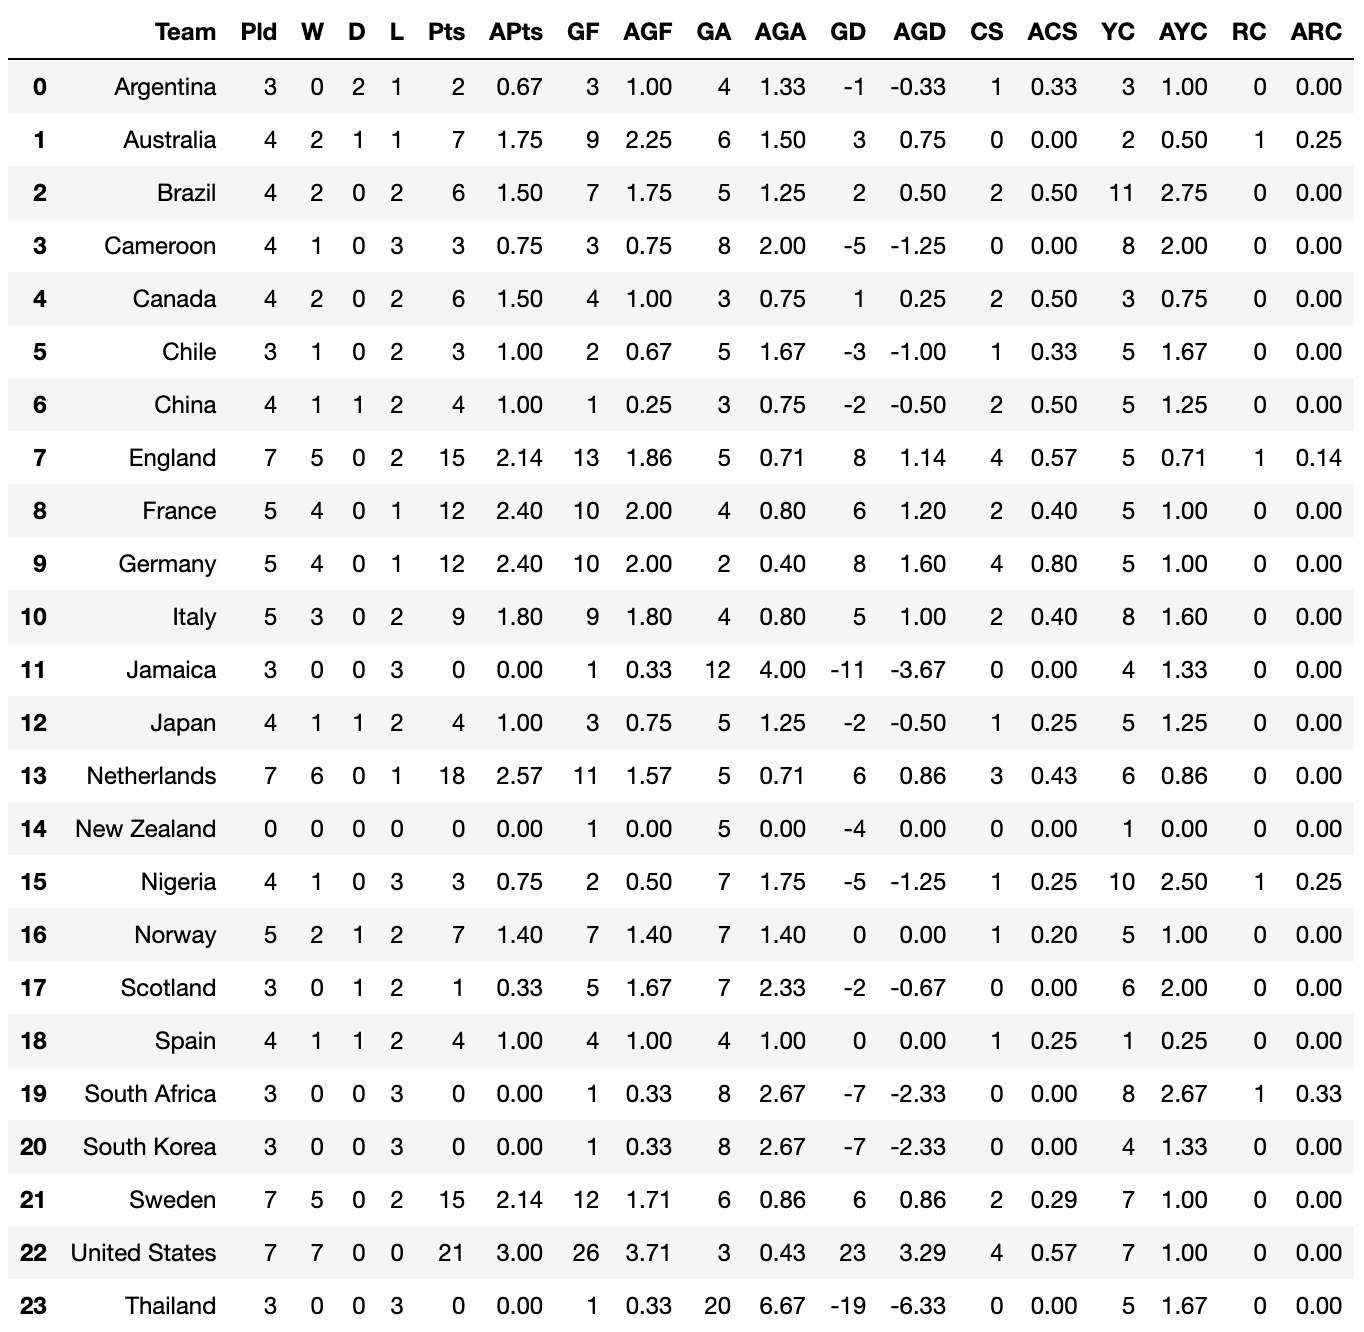 Team Pld W D L Pts APts GF AGF GA AGA GD AGD CS ACS YC AYC RC ARC
0 Argentina 3 0 2 1 2 0.67 3 1.00 4 1.33 -1 -0.33 1 0.33 3 1.00 0 0.00
1 Australia 4 2 1 1 7 1.75 9 2.25 6 1.50 3 0.75 0 0.00 2 0.50 1 0.25
2 Brazil 4 2 0 2 6 1.50 7 1.75 5 1.25 2 0.50 2 0.50 11 2.75 0 0.00
3 Cameroon 4 1 0 3 3 0.75 3 0.75 8 2.00 -5 -1.25 0 0.00 8 2.00 0 0.00
4 Canada 4 2 0 2 6 1.50 4 1.00 3 0.75 1 0.25 2 0.50 3 0.75 0 0.00
5 Chile 3 1 0 2 3 1.00 2 0.67 5 1.67 -3 -1.00 1 0.33 5 1.67 0 0.00
6 China 4 1 1 2 4 1.00 1 0.25 3 0.75 -2 -0.50 2 0.50 5 1.25 0 0.00
7 England 7 5 0 2 15 2.14 13 1.86 5 0.71 8 1.14 4 0.57 5 0.71 1 0.14
8 France 5 4 0 1 12 2.40 10 2.00 4 0.80 6 1.20 2 0.40 5 1.00 0 0.00
9 Germany 5 4 0 1 12 2.40 10 2.00 2 0.40 8 1.60 4 0.80 5 1.00 0 0.00
10 Italy 5 3 0 2 9 1.80 9 1.80 4 0.80 5 1.00 2 0.40 8 1.60 0 0.00
11 Jamaica 3 0 0 3 0 0.00 1 0.33 12 4.00 -11 -3.67 0 0.00 4 1.33 0 0.00
12 Japan 4 1 1 2 4 1.00 3 0.75 5 1.25 -2 -0.50 1 0.25 5 1.25 0 0.00
13 Netherlands 7 6 0 1 18 2.57 11 1.57 5 0.71 6 0.86 3 0.43 6 0.86 0 0.00
14 New Zealand 0 0 0 0 0 0.00 1 0.00 5 0.00 -4 0.00 0 0.00 1 0.00 0 0.00
15 Nigeria 4 1 0 3 3 0.75 2 0.50 7 1.75 -5 -1.25 1 0.25 10 2.50 1 0.25
16 Norway 5 2 1 2 7 1.40 7 1.40 7 1.40 0 0.00 1 0.20 5 1.00 0 0.00
17 Scotland 3 0 1 2 1 0.33 5 1.67 7 2.33 -2 -0.67 0 0.00 6 2.00 0 0.00
18 Spain 4 1 1 2 4 1.00 4 1.00 4 1.00 0 0.00 1 0.25 1 0.25 0 0.00
19 South Africa 3 0 0 3 0 0.00 1 0.33 8 2.67 -7 -2.33 0 0.00 8 2.67 1 0.33
20 South Korea 3 0 0 3 0 0.00 1 0.33 8 2.67 -7 -2.33 0 0.00 4 1.33 0 0.00
21 Sweden 7 5 0 2 15 2.14 12 1.71 6 0.86 6 0.86 2 0.29 7 1.00 0 0.00
22 United States 7 7 0 0 21 3.00 26 3.71 3 0.43 23 3.29 4 0.57 7 1.00 0 0.00
23 Thailand 3 0 0 3 0 0.00 1 0.33 20 6.67 -19 -6.33 0 0.00 5 1.67 0 0.00